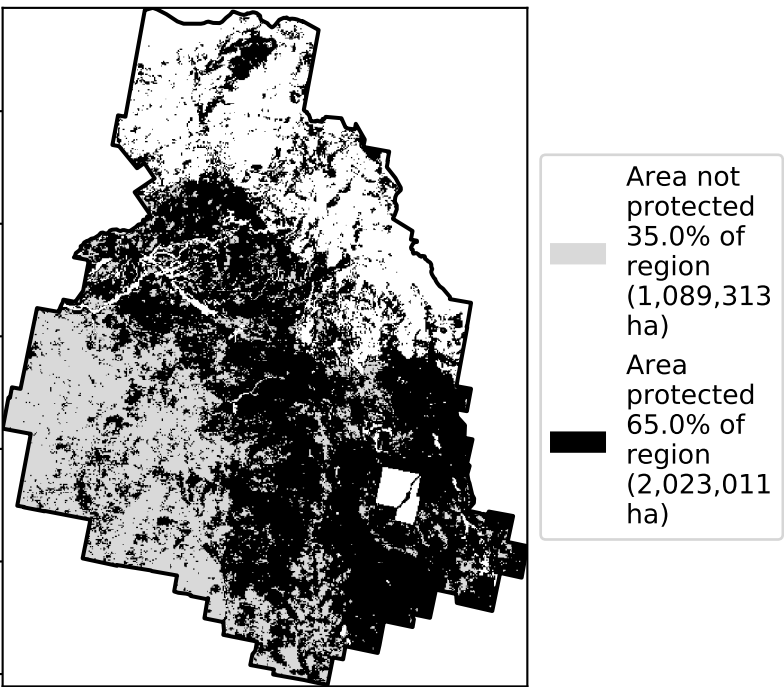 Area not
protected
35.0% of
region
(1,089,313
ha)
Area
protected
65.0% of
region
(2,023,011
ha)